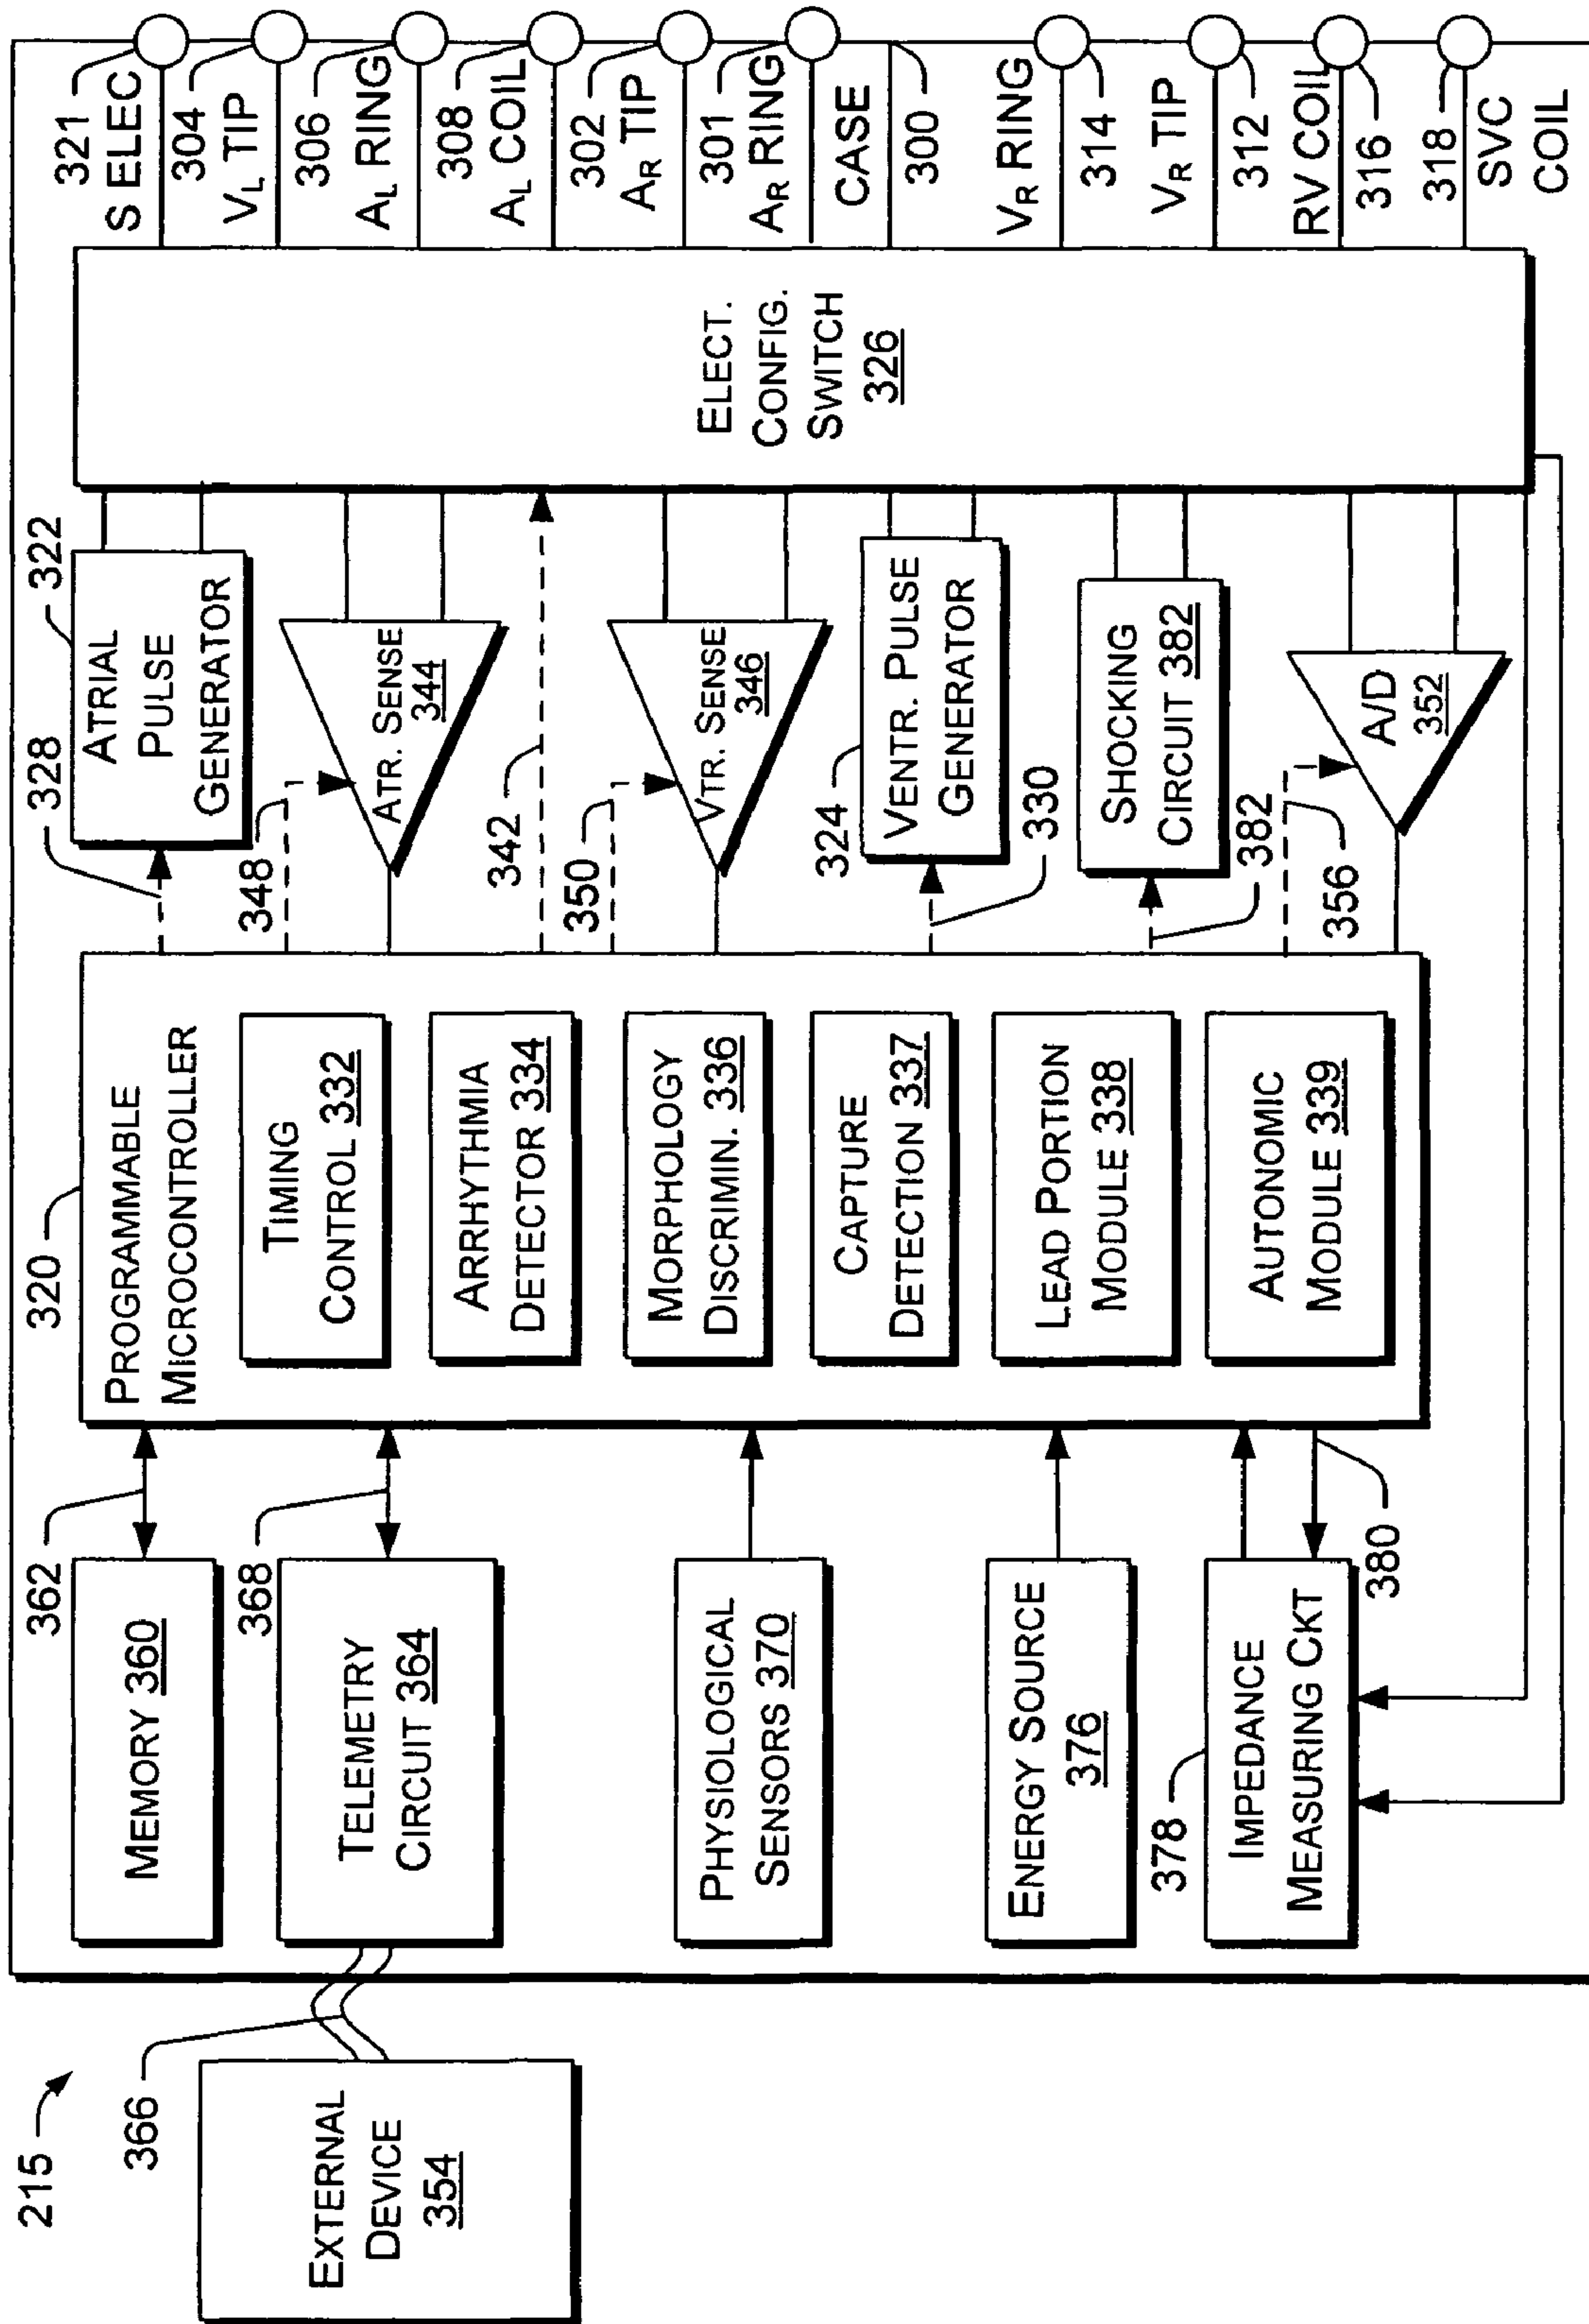 215
EXTERNAL
DEVICE
354
366
MEMORY 360
362
TELEMETRY
CIRCUIT 364
368
PHYSIOLOGICAL
SENSORS 370
ENERGY SOURCE
376
378
IMPEDANCE
MEASURING CKT
380
320
PROGRAMMABLE
MICROCONTROLLER
TIMING
CONTROL 332
ARRHYTHMIA
DETECTOR 334
MORPHOLOGY
DISCRIMIN. 336
CAPTURE
DETECTION 337
LEAD PORTION
MODULE 338
AUTONOMIC
MODULE 339
328
322
ATRIAL
PULSE
GENERATOR
348
ATR. SENSE
344
342
350
VTR. SENSE
346
324
VENTR. PULSE
GENERATOR
330
SHOCKING
CIRCUIT 382
382
356
A/D
352
ELECT.
CONFIG.
SWITCH
326
321
S ELEC
304
VL TIP
306
AL RING
308
AL COIL
302
AR TIP
301
AR RING
CASE
300
VR RING
314
VR TIP
312
RV COIL
316
318
SVC
COIL